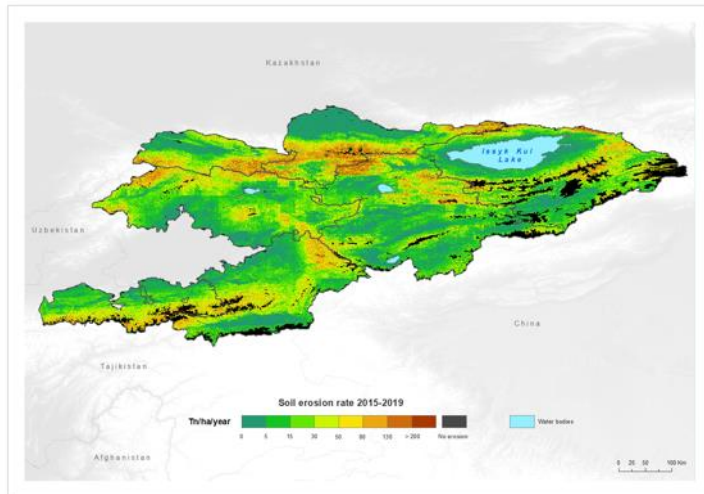 Kazakhstan
Issyk Kul
Lake
Uzbekistan
China
Tajikistan
Soil erosion rate 2015-2019
Tn/ha/year
0 5 15 30 50 80 130 > 200 No erosion
Water bodies
Afghanistan
0 25 50 100 Km